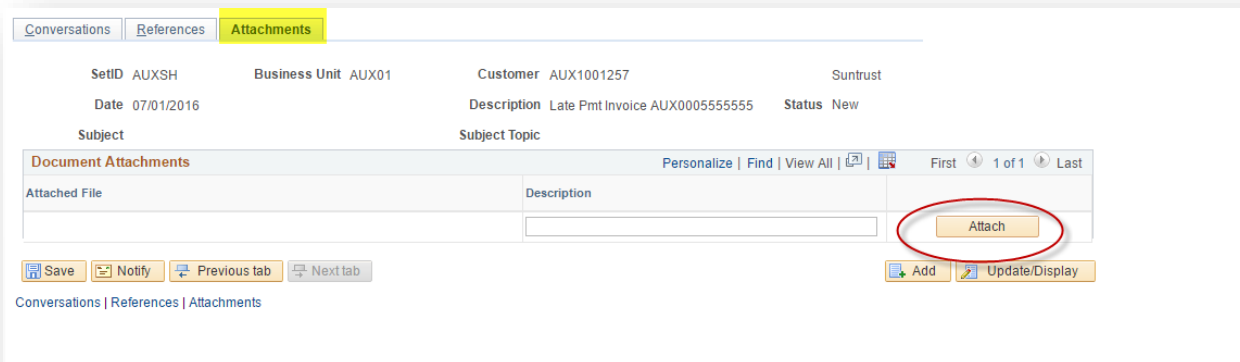 Conversations References Attachments
SetID AUXSH Business Unit AUX01 Customer AUX1001257 Suntrust
Date 07/01/2016 Description Late Pmt Invoice AUX0005555555 Status New
Subject Subject Topic
Document Attachments Personalize | Find | View All | | First 1 of 1 Last
Attached File Description
Attach
Save Notify Previous tab Next tab Add Update/Display
Conversations | References | Attachments